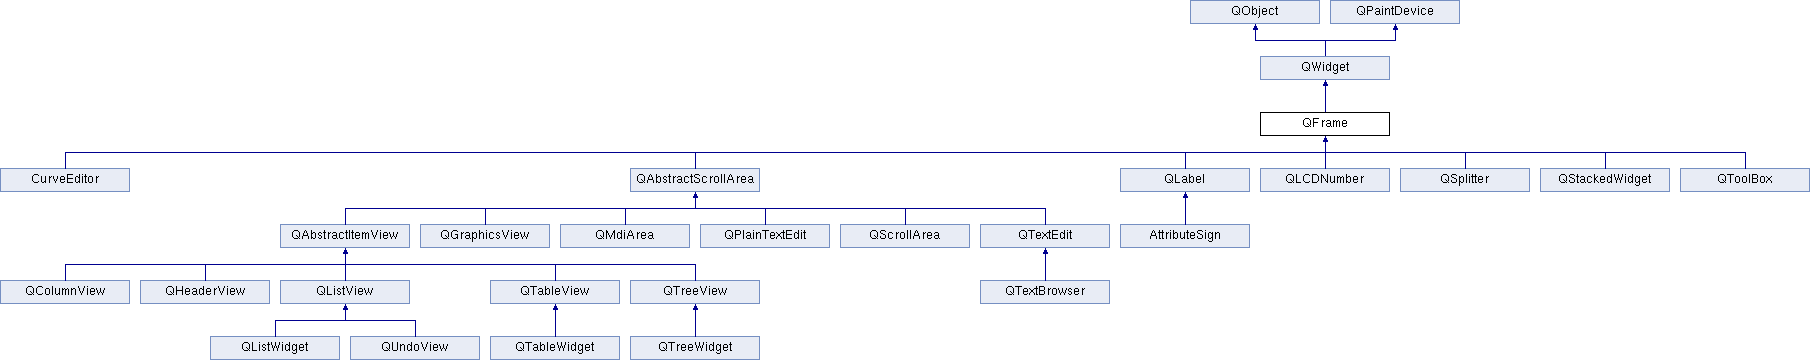 QObject
QPaintDevice
QWidget
QFrame
CurveEditor
QAbstractScrollArea
QLabel
QLCDNumber
QSplitter
QStackedWidget
QToolBox
QAbstractItemView
QGraphicsView
QMdiArea
QPlainTextEdit
QScrollArea
QTextEdit
AttributeSign
QColumnView
QHeaderView
QListView
QTableView
QTreeView
QTextBrowser
QListWidget
QUndoView
QTableWidget
QTreeWidget